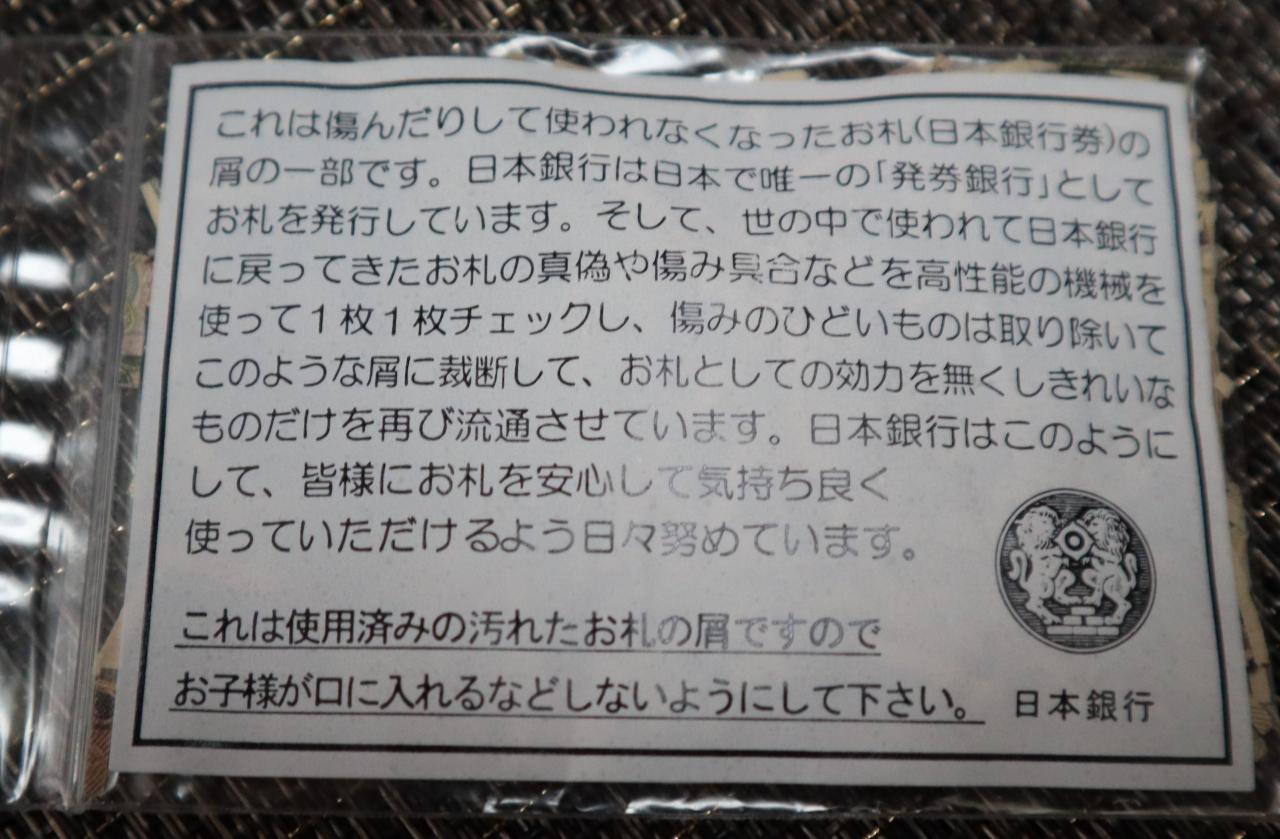 これは傷んだりして使われなくなったお札(日本銀行券)の
屑の一部です。日本銀行は日本で唯一の「発券銀行」として
お札を発行しています。そして、世の中で使われて日本銀行
に戻ってきたお札の真偽や傷み具合などを高性能の機械を
使って１枚１枚チェックし、傷みのひどいものは取り除いて
このような屑に裁断して、お札としての効力を無くしきれいな
ものだけを再び流通させています。日本銀行はこのように
して、皆様にお札を安心して気持ち良く
使っていただけるよう日々努めています。
これは使用済みの汚れたお札の屑ですので
お子様が口に入れるなどしないようにして下さい。
日本銀行